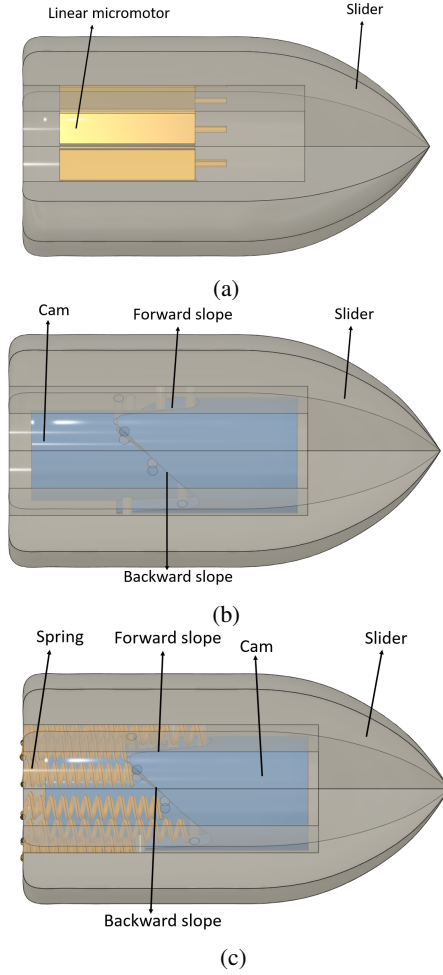 Linear micromotor
Slider
(a)
Cam
Forward slope
Slider
Backward slope
(b)
Spring
Forward slope
Cam
Slider
Backward slope
(c)